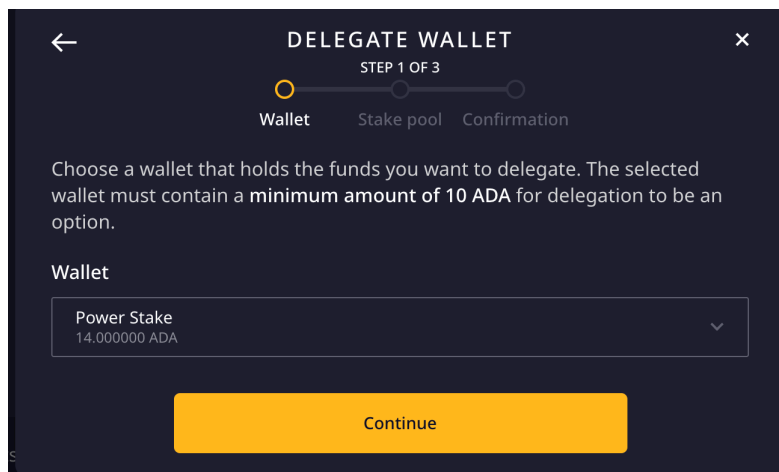 DELEGATE WALLET
STEP 1 OF 3
Wallet Stake pool Confirmation
Choose a wallet that holds the funds you want to delegate. The selected
wallet must contain a minimum amount of 10 ADA for delegation to be an
option.
Wallet
Power Stake
14.000000 ADA
Continue